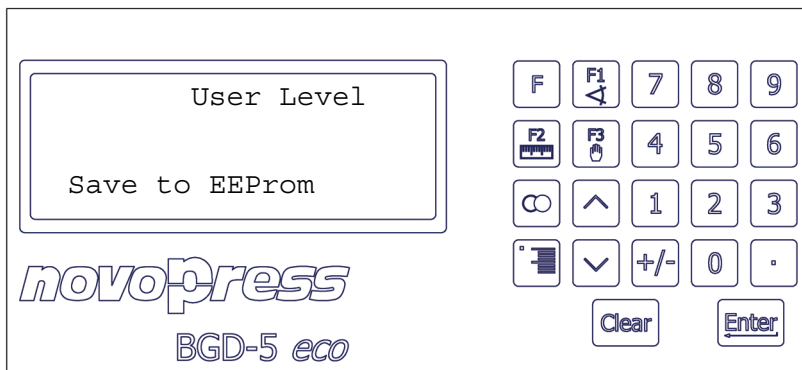 User Level
Save to EEProm
novopress
BGD-5 eco
F F1 7 8 9
F2 F3 4 5 6
1 2 3
+/- 0 .
Clear Enter